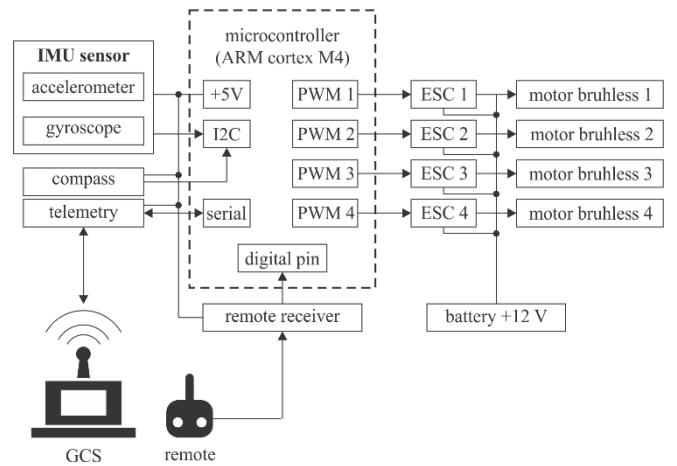 microcontroller
(ARM cortex M4)
IMU sensor
accelerometer
gyroscope
compass
telemetry
+5V
I2C
serial
digital pin
PWM 1
PWM 2
PWM 3
PWM 4
ESC 1
ESC 2
ESC 3
ESC 4
motor bruhless 1
motor bruhless 2
motor bruhless 3
motor bruhless 4
remote receiver
battery +12 V
GCS
remote